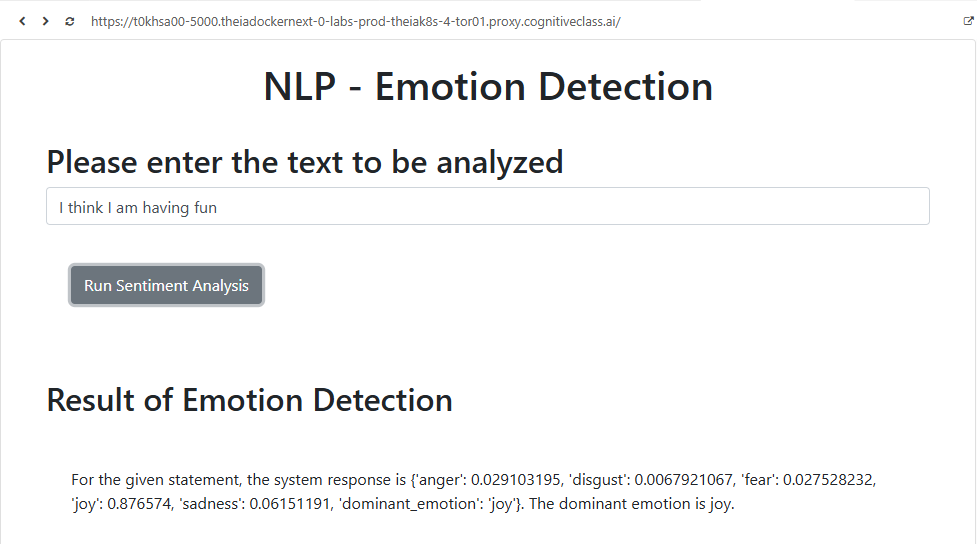 https://t0khsa00-5000.theiadockernext-0-labs-prod-theiak8s-4-tor01.proxy.cognitiveclass.ai/
NLP - Emotion Detection
Please enter the text to be analyzed
I think I am having fun
Run Sentiment Analysis
Result of Emotion Detection
For the given statement, the system response is {'anger': 0.029103195, 'disgust': 0.0067921067, 'fear': 0.027528232,
'joy': 0.876574, 'sadness': 0.06151191, 'dominant_emotion': 'joy'}. The dominant emotion is joy.